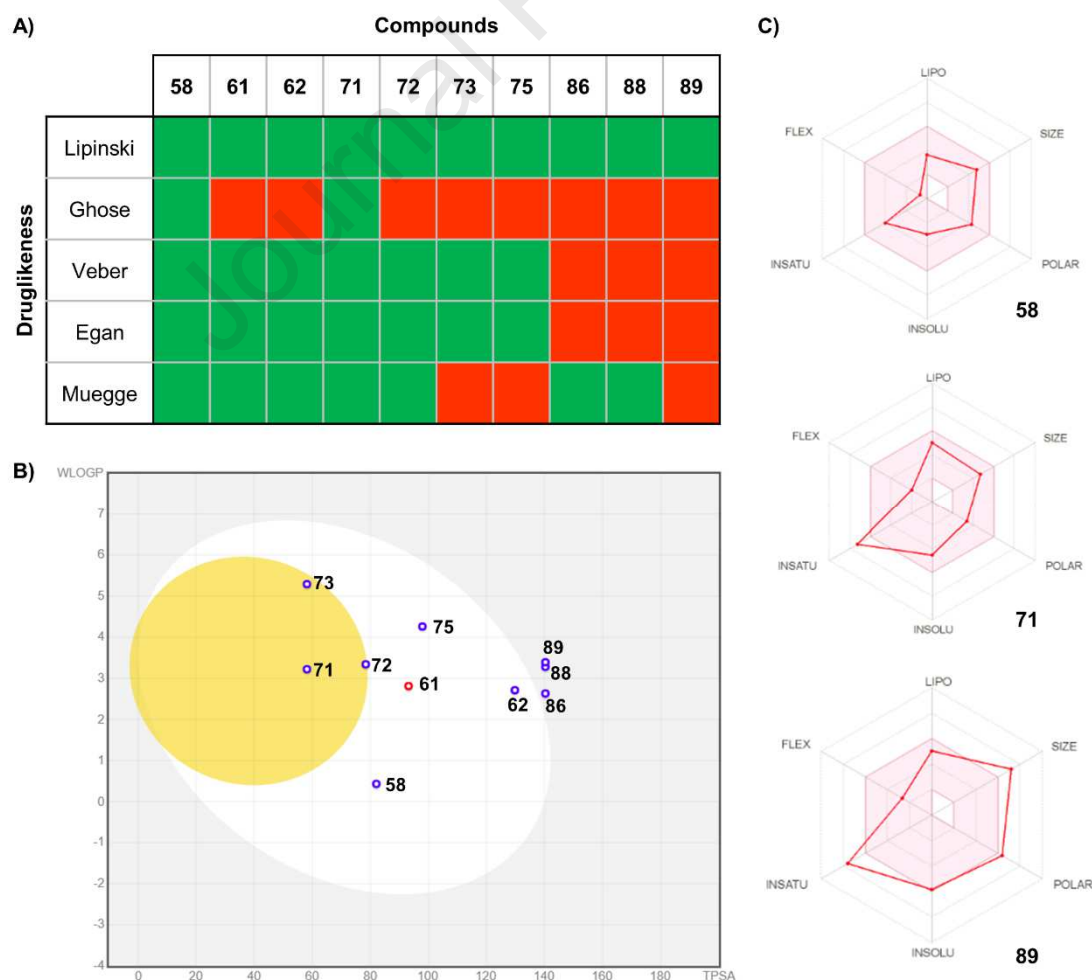 A)
Compounds
58 61 62 71 72 73 75 86 88 89
Druglikeness
Lipinski
Ghose
Veber
Egan
Muegge
B)
WLOGP
7
6
5
4
3
2
1
0
-1
-2
-3
-4
0 20 40 60 80 100 120 140 160 180 TPSA
73
75
71
72
61
89
88
62
86
58
C)
LIPO
FLEX
SIZE
INSATU
POLAR
INSOLU
58
LIPO
FLEX
SIZE
INSATU
POLAR
INSOLU
71
LIPO
FLEX
SIZE
INSATU
POLAR
INSOLU
89
Journal P